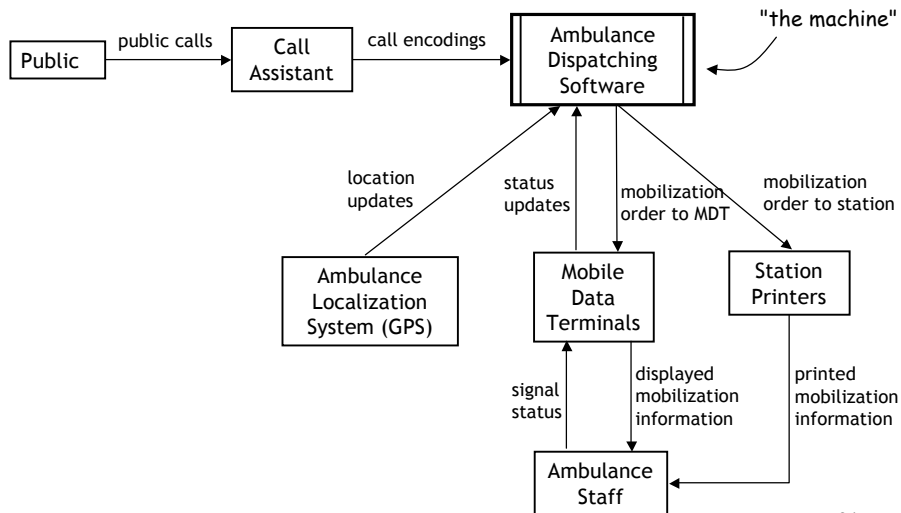 "the machine"
Public
public calls
Call
Assistant
call encodings
Ambulance
Dispatching
Software
location
updates
status
updates
mobilization
order to MDT
mobilization
order to station
Ambulance
Localization
System (GPS)
Mobile
Data
Terminals
Station
Printers
signal
status
displayed
mobilization
information
printed
mobilization
information
Ambulance
Staff